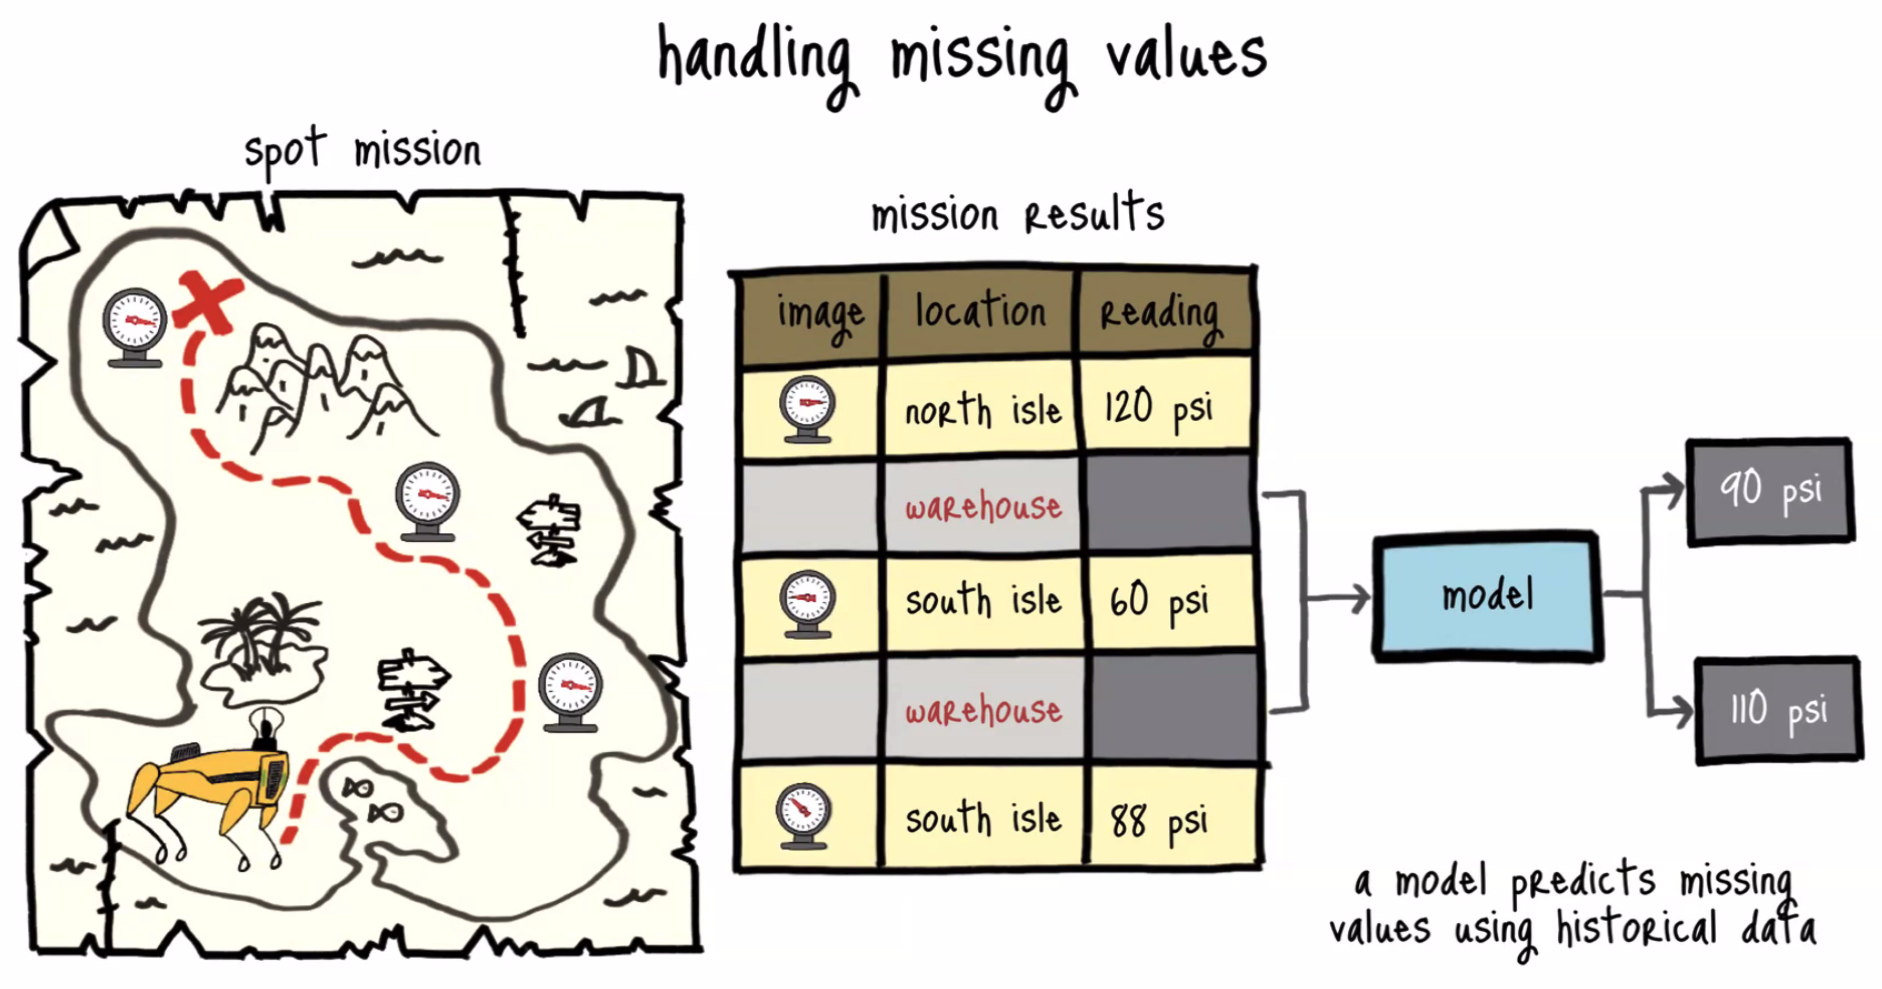 handling missing values
spot mission
mission results
image location reading
north isle 120 psi
warehouse
south isle 60 psi
warehouse
south isle 88 psi
model
90 psi
110 psi
a model predicts missing
values using historical data